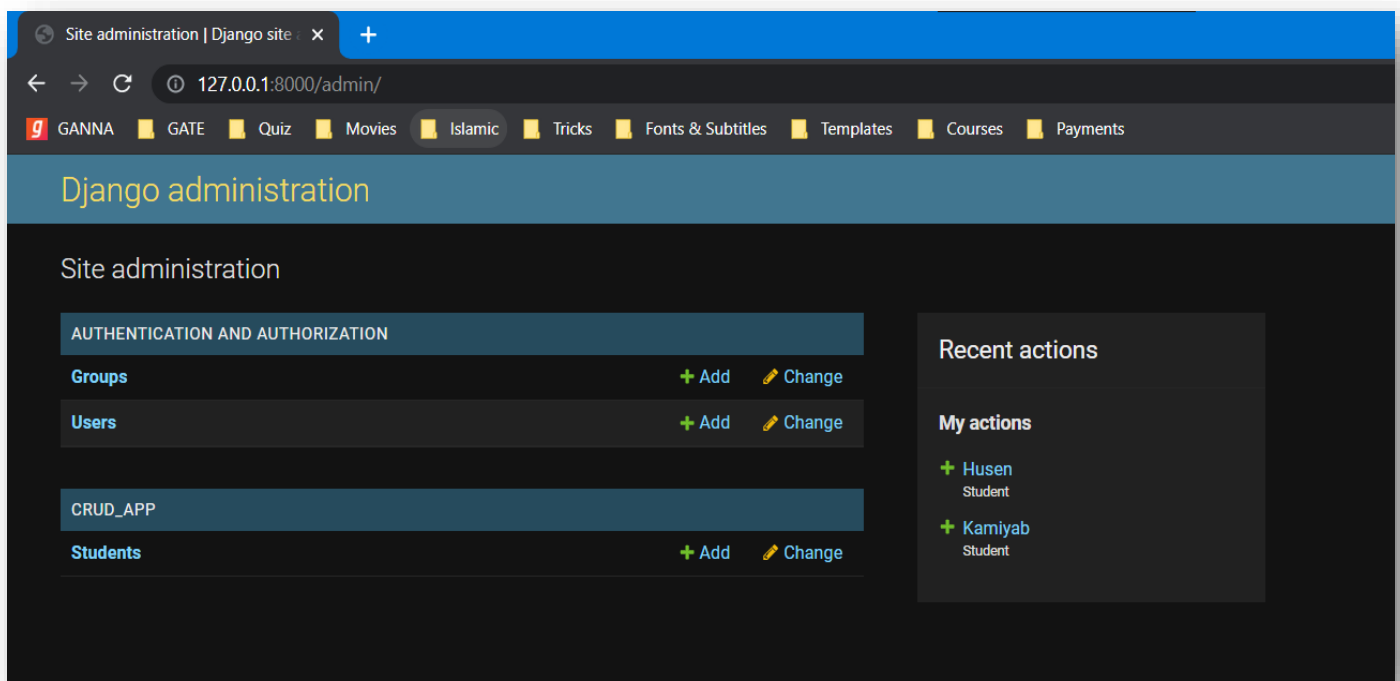 Site administration | Django site a
127.0.0.1:8000/admin/
g GANNA GATE Quiz Movies Islamic Tricks Fonts & Subtitles Templates Courses Payments
Django administration
Site administration
AUTHENTICATION AND AUTHORIZATION
Groups Add Change
Users Add Change
CRUD_APP
Students Add Change
Recent actions
My actions
Husen
Student
Kamiyab
Student